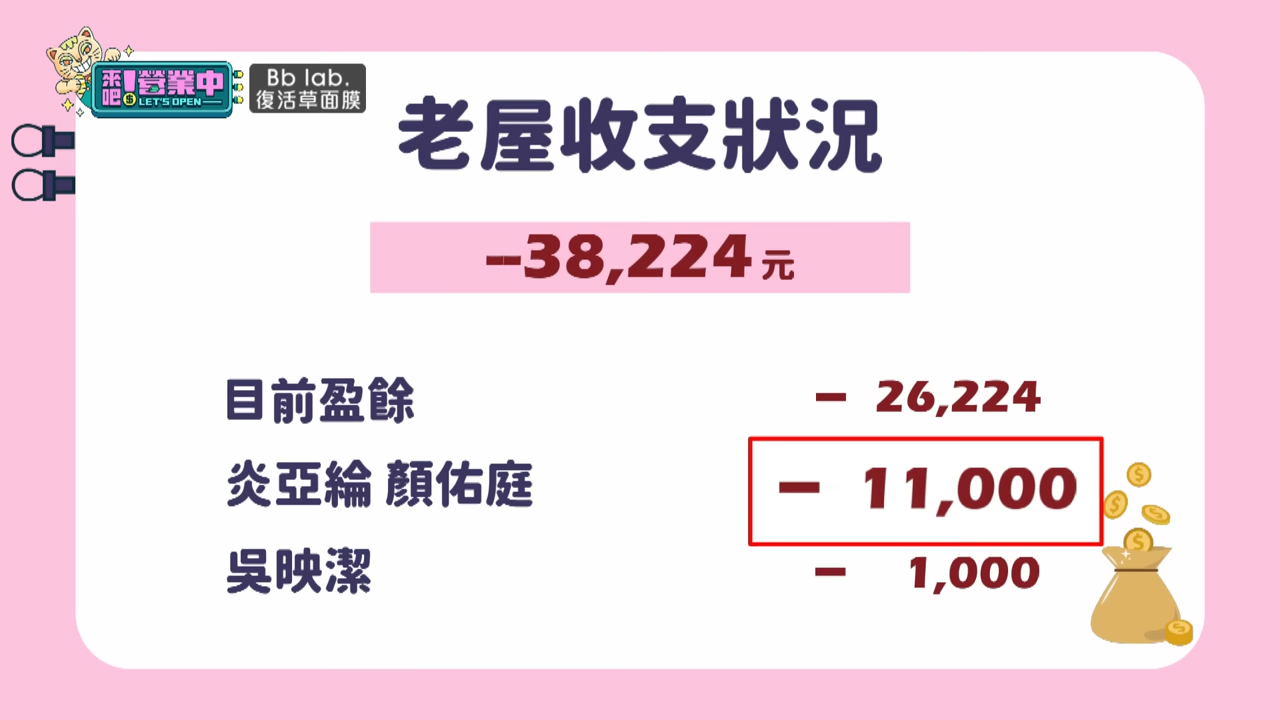 來吧!營業中
LET'S OPEN
Bb lab.
復活草面膜
老屋收支狀況
--38,224元
目前盈餘 - 26,224
炎亞綸 顏佑庭 - 11,000
吳映潔 - 1,000